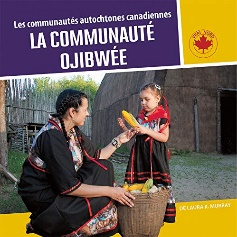 Les communautés autochtones canadiennes
LA COMMUNAUTÉ
OJIBWÉE
DE LAURA K. MURRAY